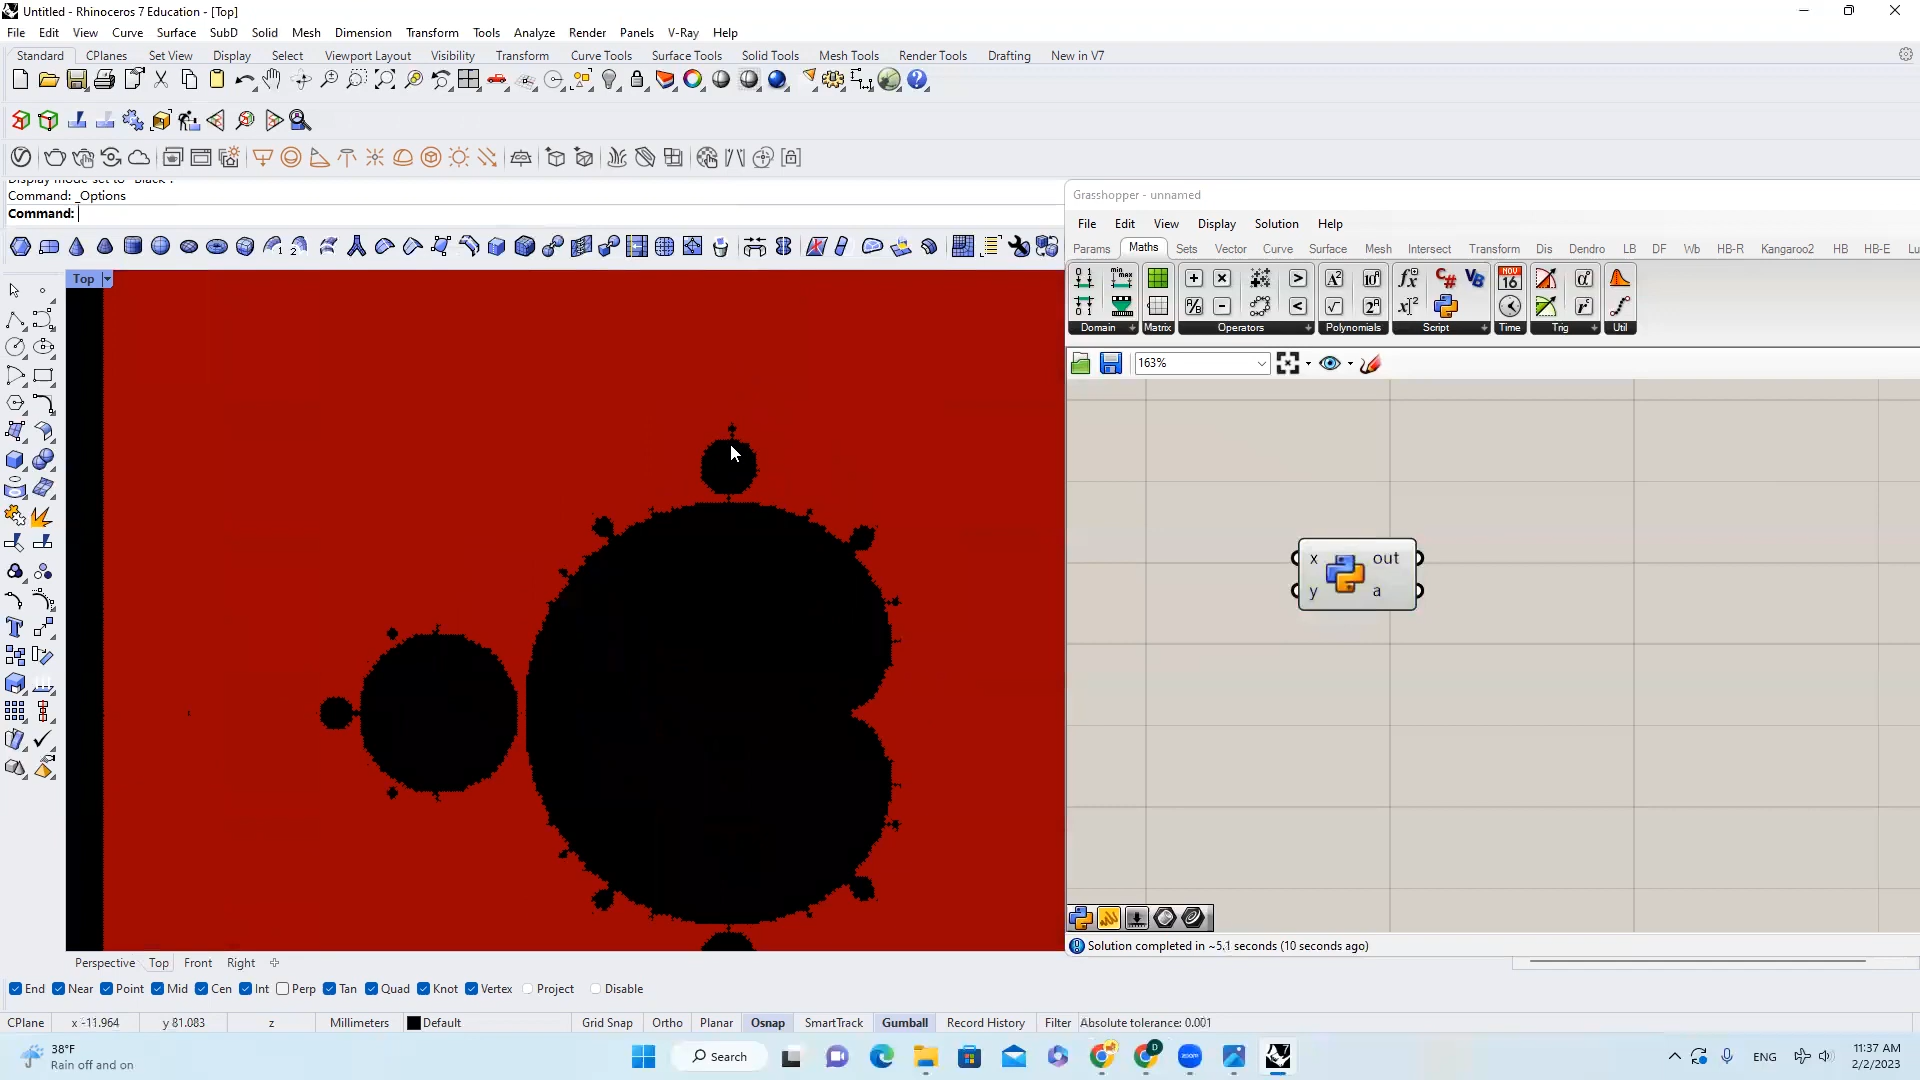 Untitled - Rhinoceros 7 Education - [Top]
File Edit View Curve Surface SubD Solid Mesh Dimension Transform Tools Analyze Render Panels V-Ray Help
Standard CPlanes Set View Display Select Viewport Layout Visibility Transform Curve Tools Surface Tools Solid Tools Mesh Tools Render Tools Drafting New in V7
Display mode set to "Black".
Command: _Options
Command:
Top
Grasshopper - unnamed
File Edit View Display Solution Help
Params Maths Sets Vector Curve Surface Mesh Intersect Transform Dis Dendro LB DF Wb HB-R Kangaroo2 HB HB-E Lu
Domain Matrix Operators Polynomials Script Time Trig Util
163%
x out
y a
Solution completed in ~5.1 seconds (10 seconds ago)
Perspective Top Front Right
End Near Point Mid Cen Int Perp Tan Quad Knot Vertex Project Disable
CPlane x -11.964 y 81.083 z Millimeters Default Grid Snap Ortho Planar Osnap SmartTrack Gumball Record History Filter Absolute tolerance: 0.001
38°F
Rain off and on
Search
zoom
ENG
11:37 AM
2/2/2023